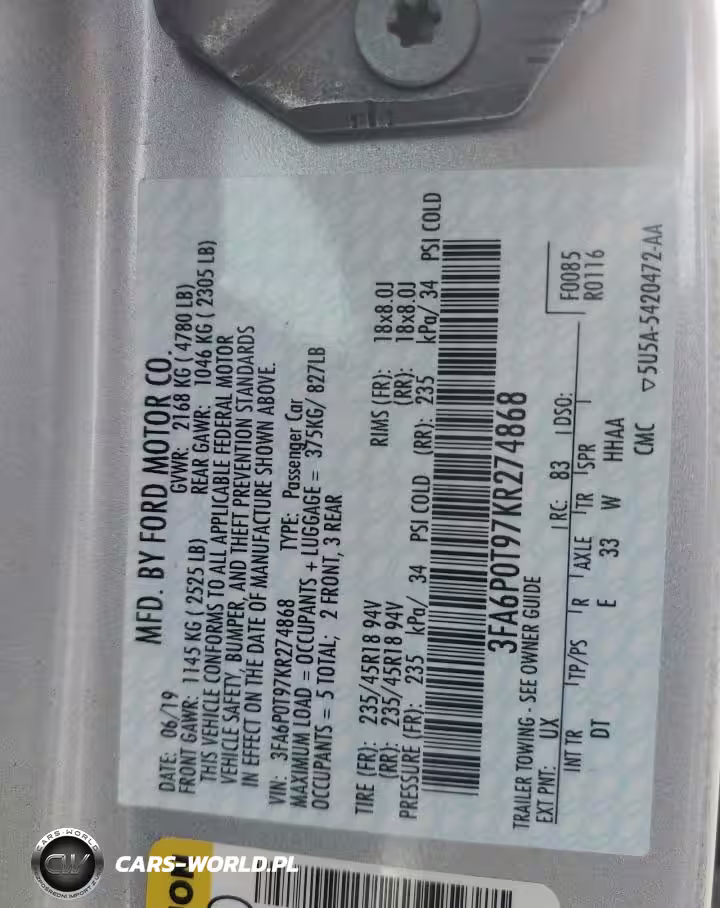 MFD. BY FORD MOTOR CO.
DATE: 06/19 GVWR: 2168 KG ( 4780 LB)
FRONT GAWR: 1145 KG ( 2525 LB) REAR GAWR: 1046 KG ( 2305 LB)
THIS VEHICLE CONFORMS TO ALL APPLICABLE FEDERAL MOTOR
VEHICLE SAFETY, BUMPER, AND THEFT PREVENTION STANDARDS
IN EFFECT ON THE DATE OF MANUFACTURE SHOWN ABOVE.
VIN: 3FA6P0T97KR274868 TYPE: Passenger Car
MAXIMUM LOAD = OCCUPANTS + LUGGAGE = 375KG/ 827LB
OCCUPANTS = 5 TOTAL; 2 FRONT, 3 REAR
TIRE (FR): 235/45R18 94V RIMS (FR): 18x8.0J
(RR): 235/45R18 94V (RR): 18x8.0J
PRESSURE (FR): 235 kPa/ 34 PSI COLD (RR): 235 kPa/ 34 PSI COLD
3FA6P0T97KR274868
TRAILER TOWING - SEE OWNER GUIDE
EXT PNT: UX RC: 83 DSO: F0085
R0116
INT TR TP/PS R AXLE TR SPR
DT E 33 W HHAA
CMC ▽5U5A-5420472-AA
CARS-WORLD
CW
CARS-WORLD.PL